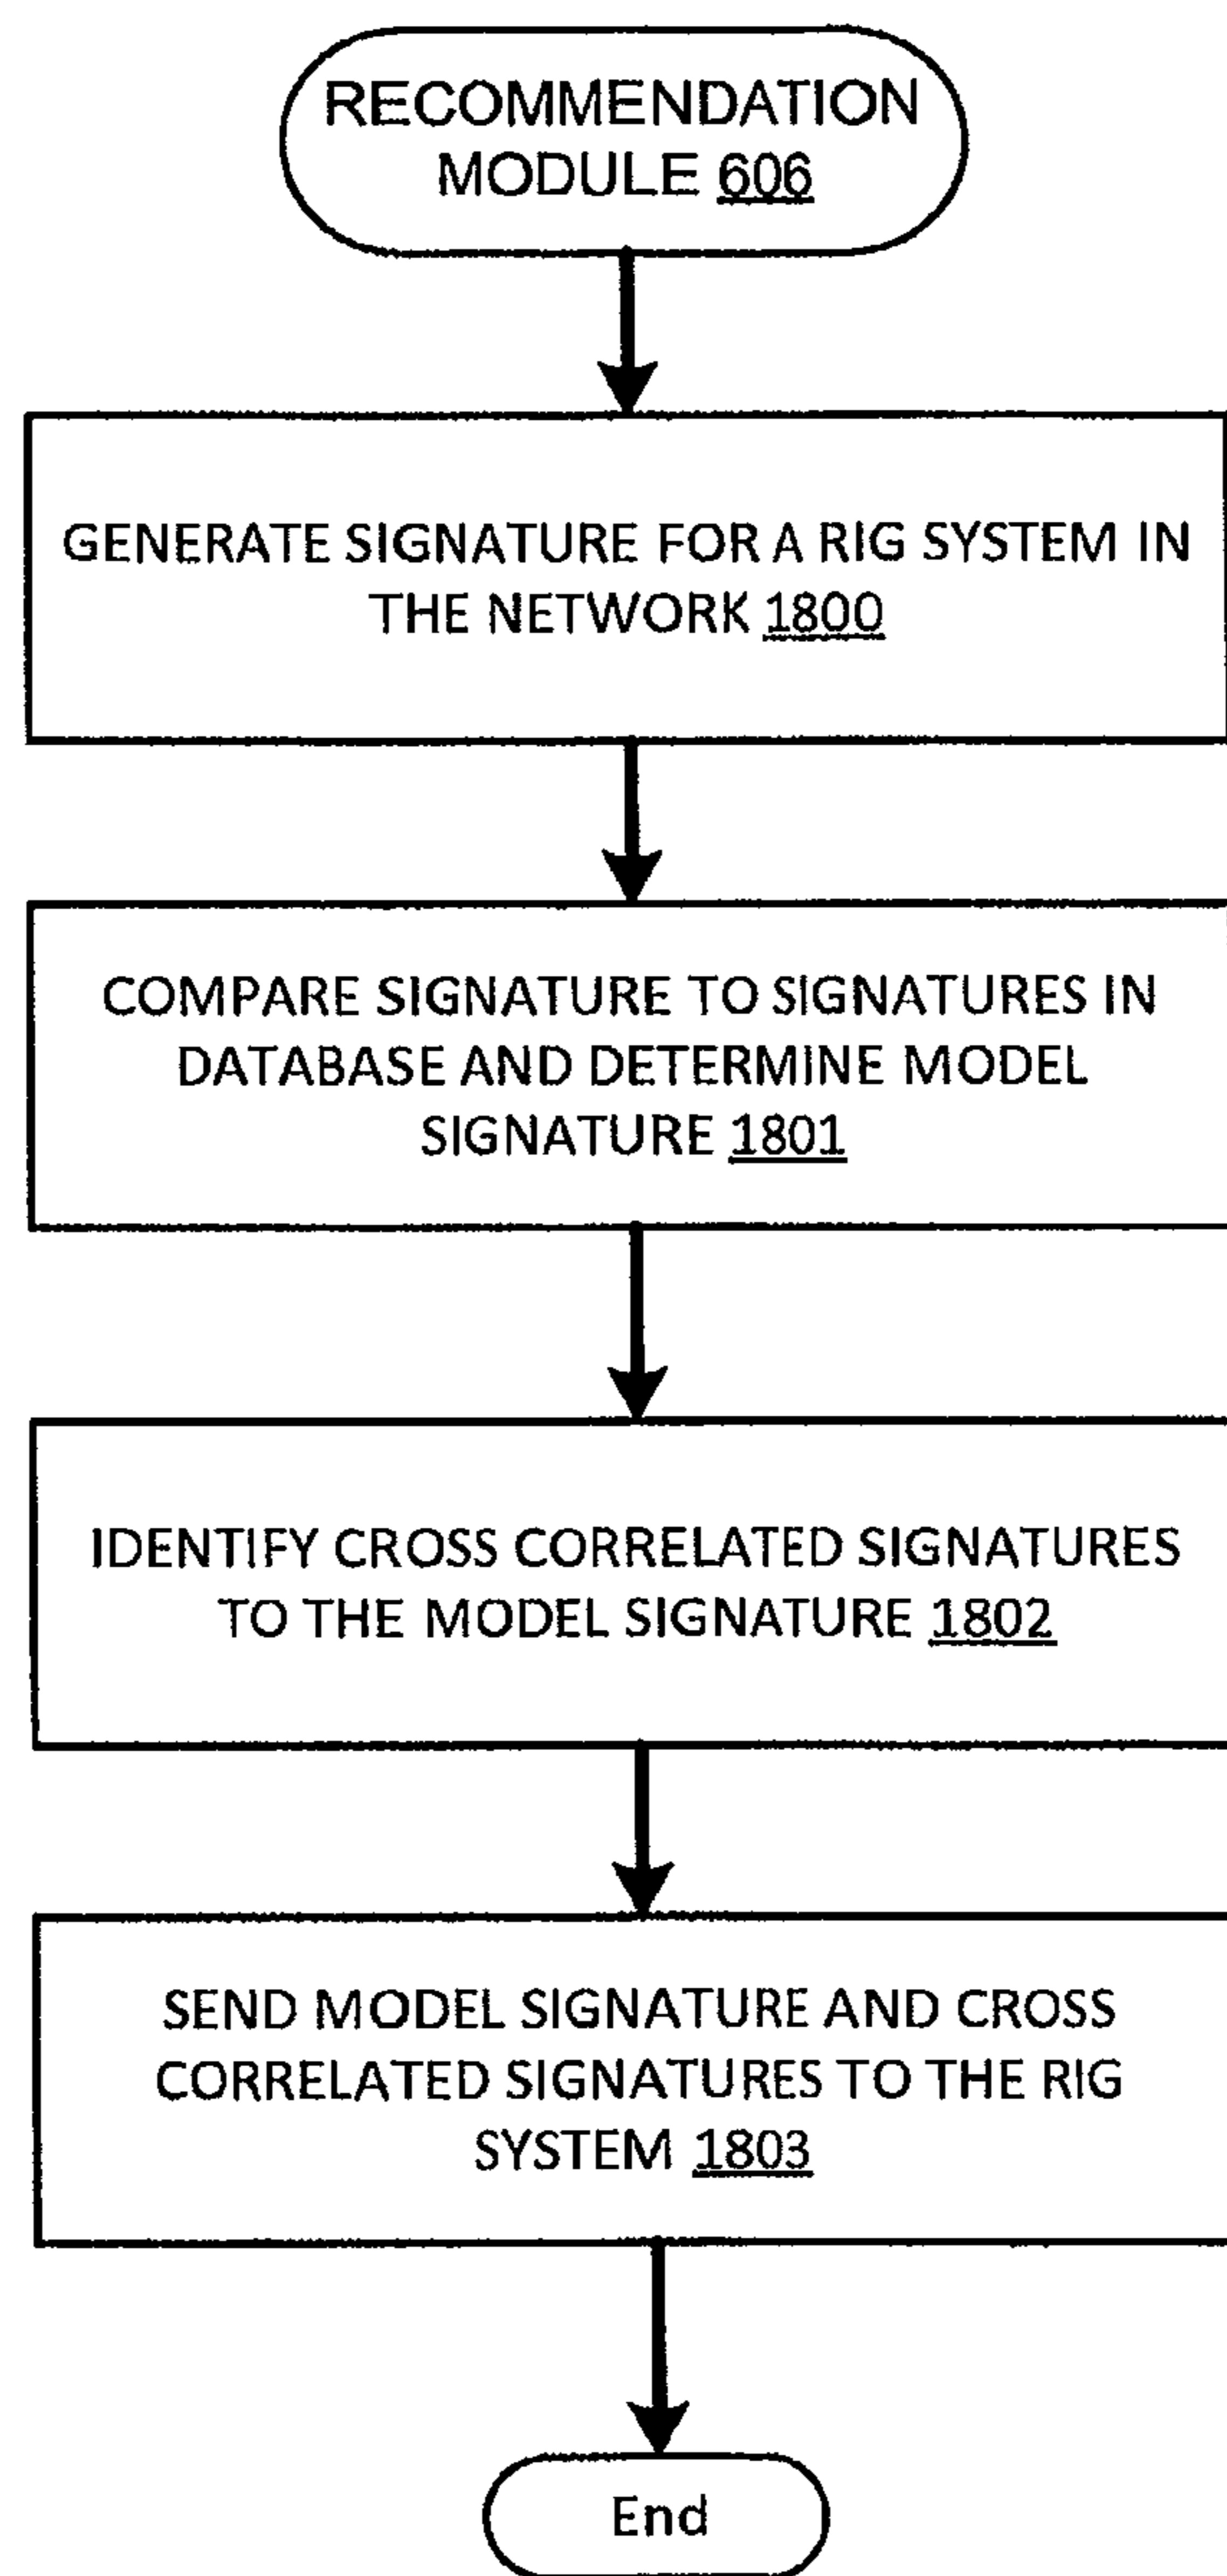 RECOMMENDATION
MODULE 606
GENERATE SIGNATURE FOR A RIG SYSTEM IN
THE NETWORK 1800
COMPARE SIGNATURE TO SIGNATURES IN
DATABASE AND DETERMINE MODEL
SIGNATURE 1801
IDENTIFY CROSS CORRELATED SIGNATURES
TO THE MODEL SIGNATURE 1802
SEND MODEL SIGNATURE AND CROSS
CORRELATED SIGNATURES TO THE RIG
SYSTEM 1803
End